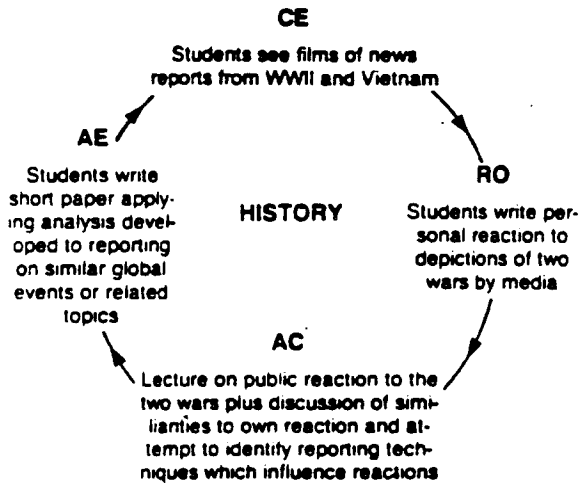 CE
Students see films of news
reports from WWII and Vietnam
RO
Students write per-
sonal reaction to
depictions of two
wars by media
AC
Lecture on public reaction to the
two wars plus discussion of simi-
lianties to own reaction and at-
tempt to identify reporting tech-
niques which influence reactions
AE
Students write
short paper apply-
ing analysis devel-
oped to reporting
on similar global
events or related
topics
HISTORY